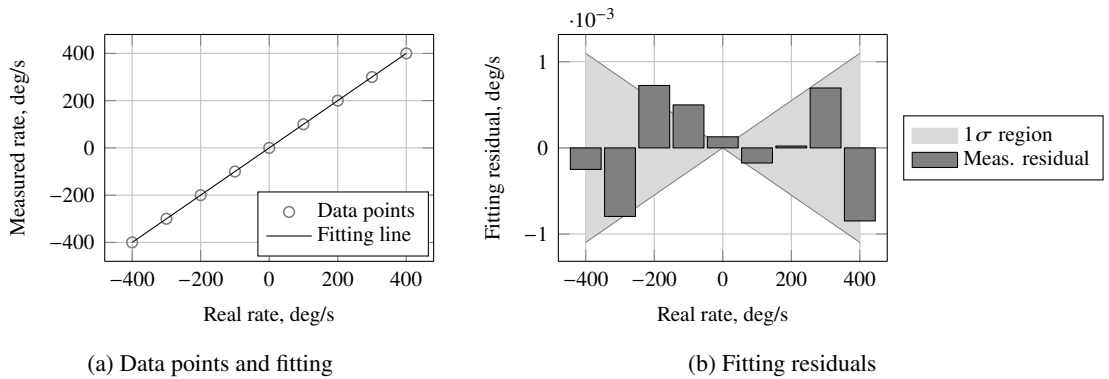 400
200
0
−200
−400
−400
−200
0
200
400
Measured rate, deg/s
Real rate, deg/s
Data points
Fitting line
(a) Data points and fitting
·10−3
1
0
−1
−400
−200
0
200
400
Fitting residual, deg/s
Real rate, deg/s
1σ region
Meas. residual
(b) Fitting residuals